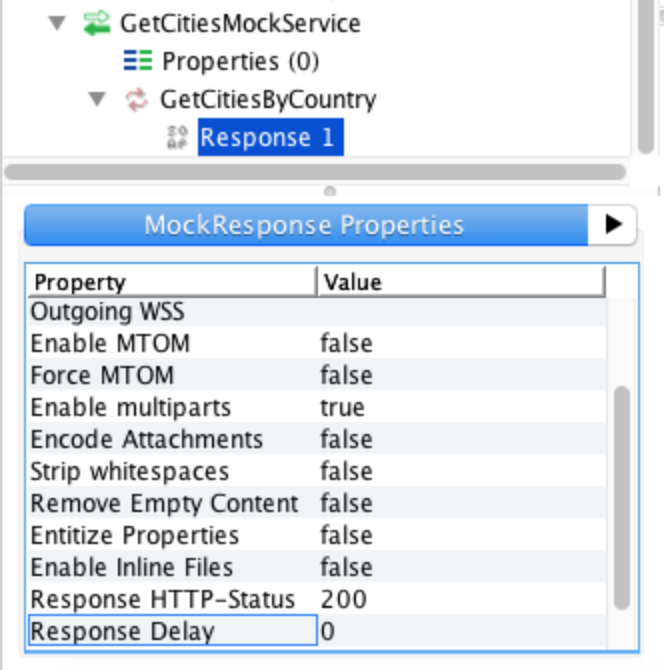 GetCitiesMockService
Properties (0)
GetCitiesByCountry
SOAP
Response 1
MockResponse Properties
Property Value
Outgoing WSS
Enable MTOM false
Force MTOM false
Enable multiparts true
Encode Attachments false
Strip whitespaces false
Remove Empty Content false
Entitize Properties false
Enable Inline Files false
Response HTTP-Status 200
Response Delay 0